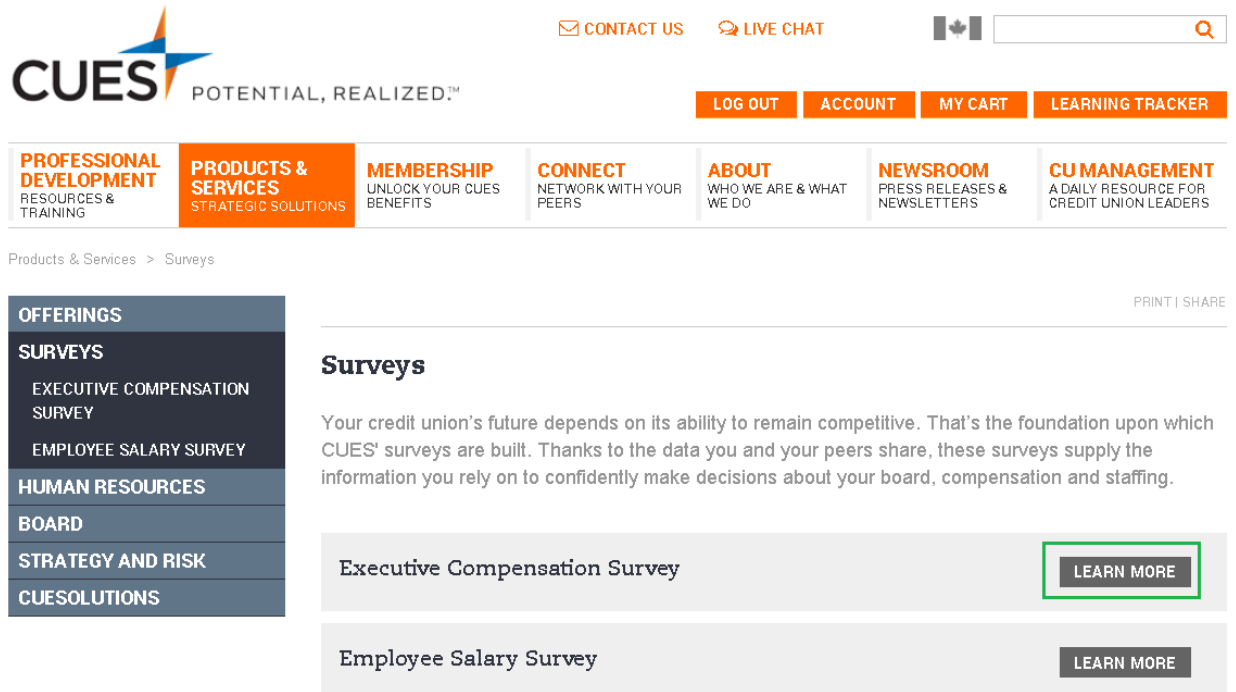 CONTACT US
LIVE CHAT
CUES
POTENTIAL, REALIZED.™
LOG OUT
ACCOUNT
MY CART
LEARNING TRACKER
PROFESSIONAL
DEVELOPMENT
RESOURCES &
TRAINING
PRODUCTS &
SERVICES
STRATEGIC SOLUTIONS
MEMBERSHIP
UNLOCK YOUR CUES
BENEFITS
CONNECT
NETWORK WITH YOUR
PEERS
ABOUT
WHO WE ARE & WHAT
WE DO
NEWSROOM
PRESS RELEASES &
NEWSLETTERS
CU MANAGEMENT
A DAILY RESOURCE FOR
CREDIT UNION LEADERS
Products & Services > Surveys
OFFERINGS
SURVEYS
EXECUTIVE COMPENSATION
SURVEY
EMPLOYEE SALARY SURVEY
HUMAN RESOURCES
BOARD
STRATEGY AND RISK
CUESOLUTIONS
PRINT | SHARE
Surveys
Your credit union's future depends on its ability to remain competitive. That's the foundation upon which
CUES' surveys are built. Thanks to the data you and your peers share, these surveys supply the
information you rely on to confidently make decisions about your board, compensation and staffing.
Executive Compensation Survey
LEARN MORE
Employee Salary Survey
LEARN MORE